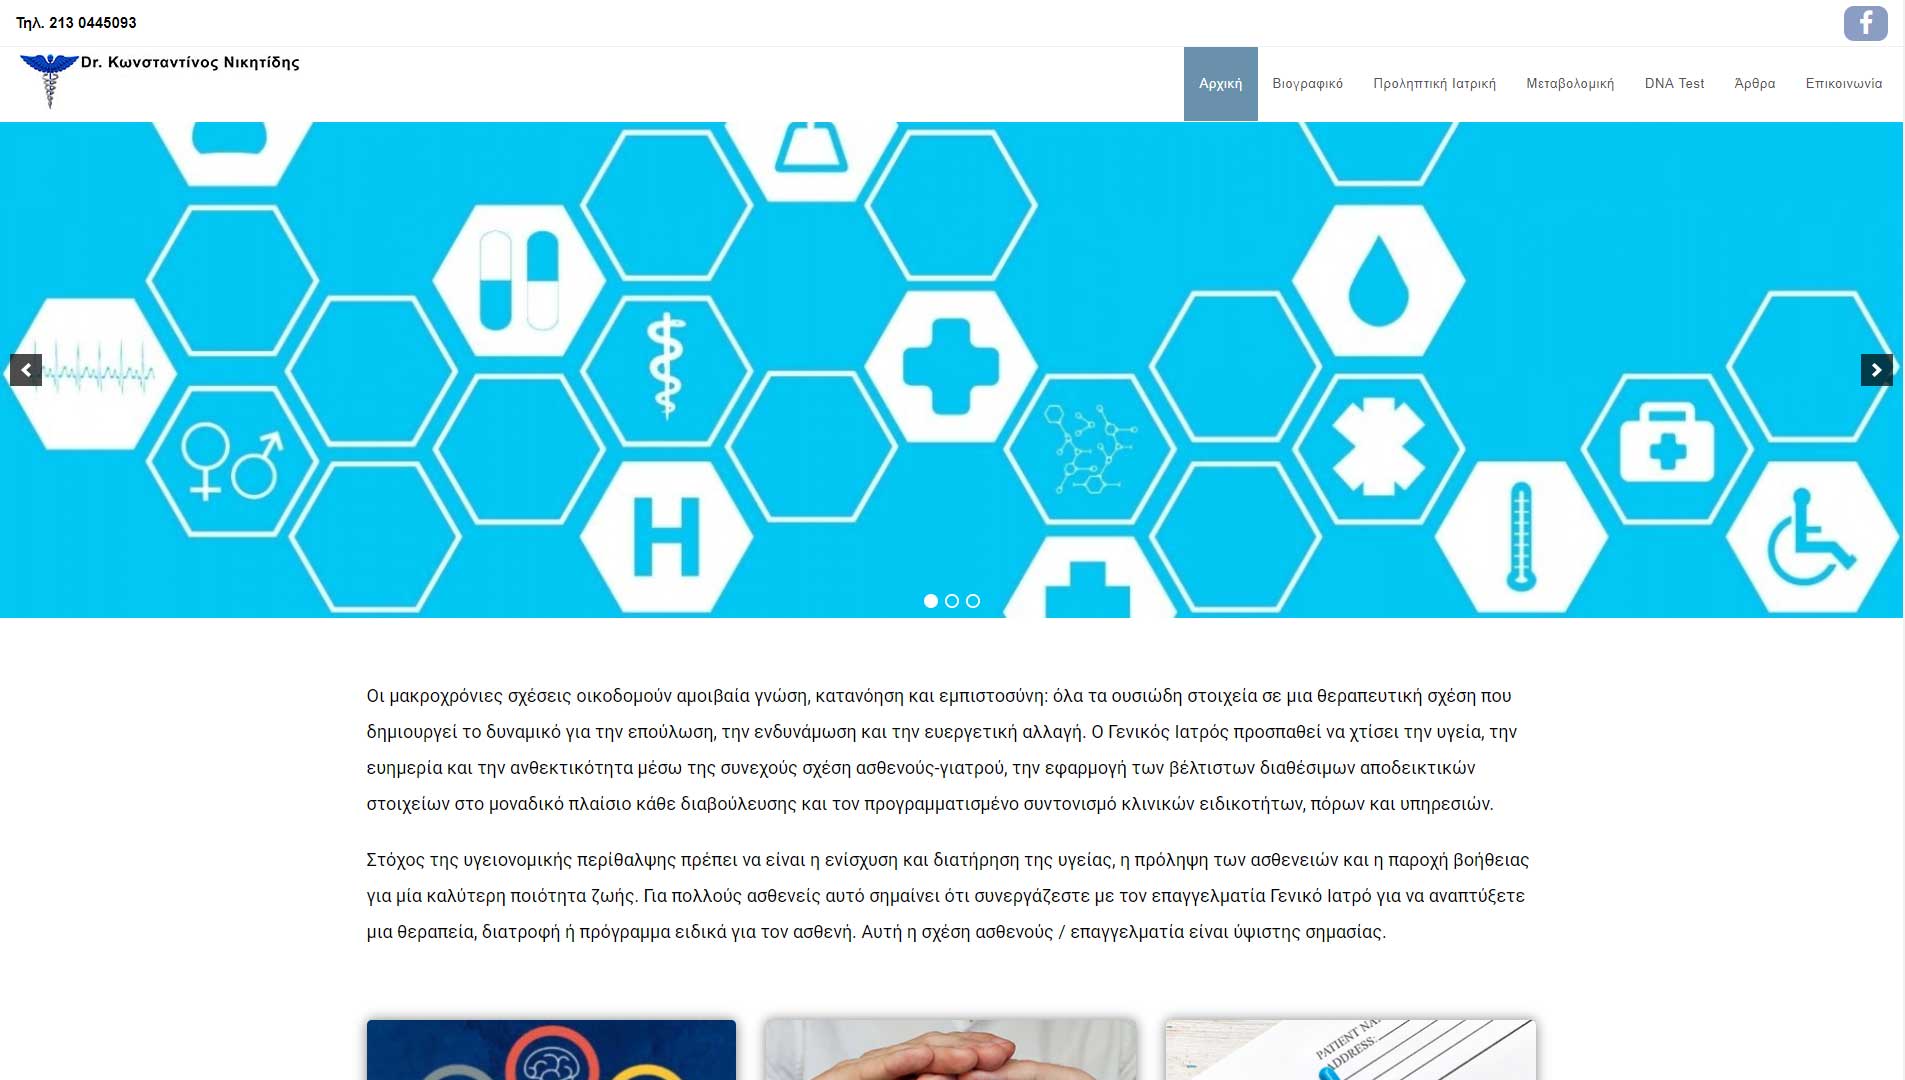 Τηλ. 213 0445093
Dr. Κωνσταντίνος Νικητίδης
Αρχική Βιογραφικό Προληπτική Ιατρική Μεταβολομική DNA Test Άρθρα Επικοινωνία
H
Οι μακροχρόνιες σχέσεις οικοδομούν αμοιβαία γνώση, κατανόηση και εμπιστοσύνη: όλα τα ουσιώδη στοιχεία σε μια θεραπευτική σχέση που
δημιουργεί το δυναμικό για την επούλωση, την ενδυνάμωση και την ευεργετική αλλαγή. Ο Γενικός Ιατρός προσπαθεί να χτίσει την υγεία, την
ευημερία και την ανθεκτικότητα μέσω της συνεχούς σχέση ασθενούς-γιατρού, την εφαρμογή των βέλτιστων διαθέσιμων αποδεικτικών
στοιχείων στο μοναδικό πλαίσιο κάθε διαβούλευσης και τον προγραμματισμένο συντονισμό κλινικών ειδικοτήτων, πόρων και υπηρεσιών.
Στόχος της υγειονομικής περίθαλψης πρέπει να είναι η ενίσχυση και διατήρηση της υγείας, η πρόληψη των ασθενειών και η παροχή βοήθειας
για μία καλύτερη ποιότητα ζωής. Για πολλούς ασθενείς αυτό σημαίνει ότι συνεργάζεστε με τον επαγγελματία Γενικό Ιατρό για να αναπτύξετε
μια θεραπεία, διατροφή ή πρόγραμμα ειδικά για τον ασθενή. Αυτή η σχέση ασθενούς / επαγγελματία είναι ύψιστης σημασίας.
PATIENT NA
ADDRESS: